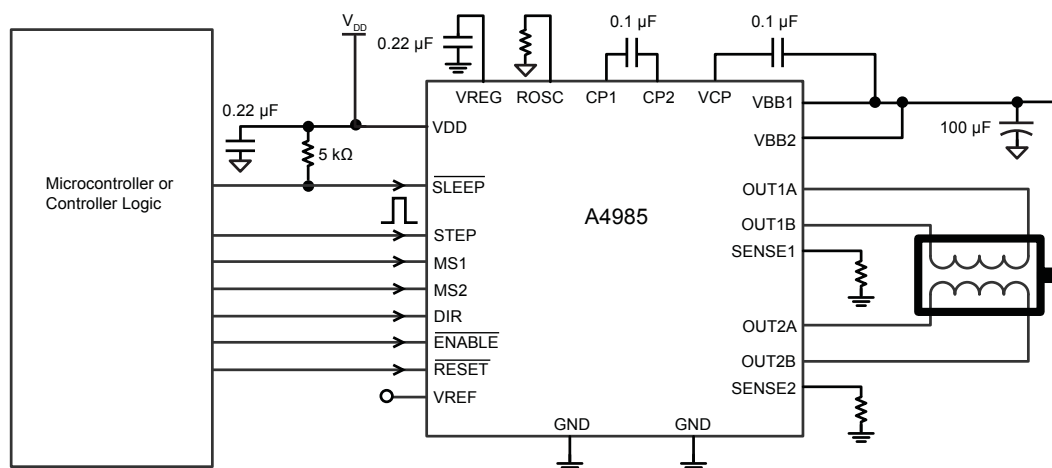 V_DD
0.22 µF
0.1 µF
0.1 µF
0.22 µF
5 kΩ
100 µF
Microcontroller or
Controller Logic
VREG
ROSC
CP1
CP2
VCP
VBB1
VDD
VBB2
SLEEP
OUT1A
A4985
OUT1B
STEP
SENSE1
MS1
MS2
DIR
OUT2A
ENABLE
OUT2B
RESET
SENSE2
VREF
GND
GND